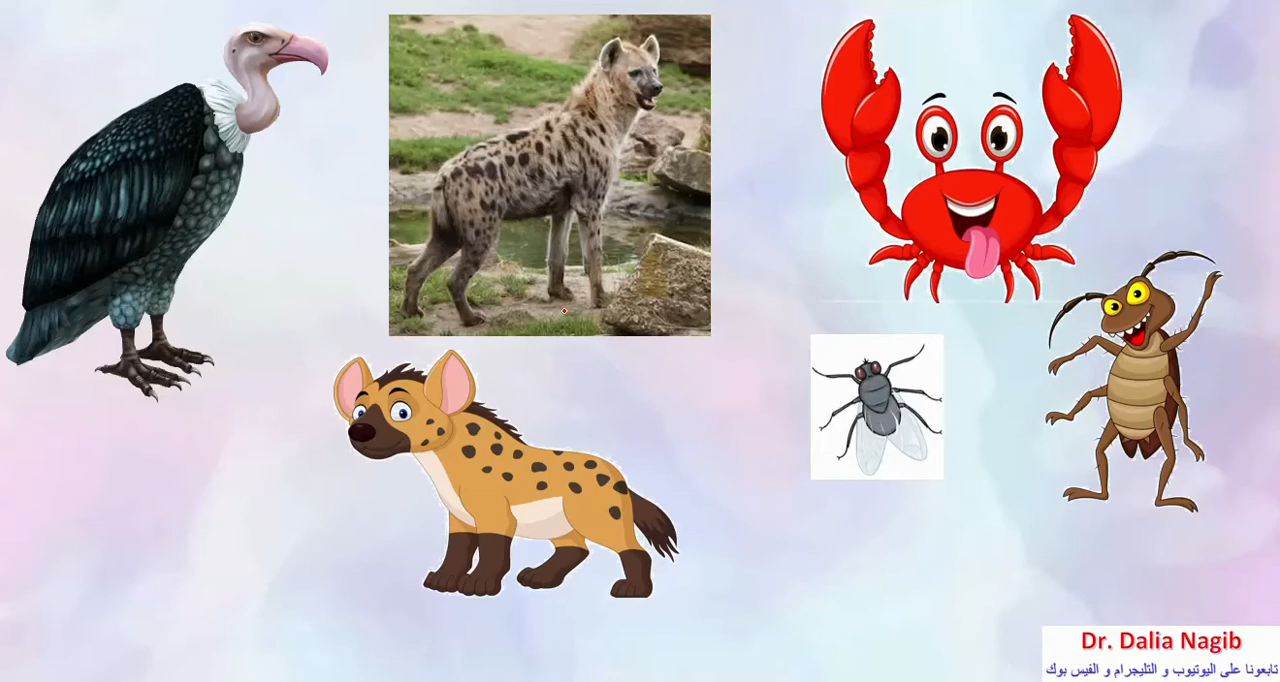 Dr. Dalia Nagib
تابعونا على اليوتيوب و التليجرام و الفيس بوك